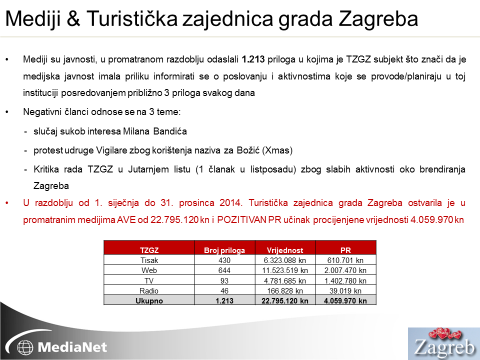 Mediji & Turistička zajednica grada Zagreba
• Mediji su javnosti, u promatranom razdoblju odaslali 1.213 priloga u kojima je TZGZ subjekt što znači da je
medijska javnost imala priliku informirati se o poslovanju i aktivnostima koje se provode/planiraju u toj
instituciji posredovanjem približno 3 priloga svakog dana
• Negativni članci odnose se na 3 teme:
- slučaj sukob interesa Milana Bandića
- protest udruge Vigilare zbog korištenja naziva za Božić (Xmas)
- Kritika rada TZGZ u Jutarnjem listu (1 članak u listposadu) zbog slabih aktivnosti oko brendiranja
Zagreba
• U razdoblju od 1. siječnja do 31. prosinca 2014. Turistička zajednica grada Zagreba ostvarila je u
promatranim medijima AVE od 22.795.120 kn i POZITIVAN PR učinak procijenjene vrijednosti 4.059.970 kn
TZGZ Broj priloga Vrijednost PR
Tisak 430 6.323.088 kn 610.701 kn
Web 644 11.523.519 kn 2.007.470 kn
TV 93 4.781.685 kn 1.402.780 kn
Radio 46 166.828 kn 39.019 kn
Ukupno 1.213 22.795.120 kn 4.059.970 kn
MediaNet
Zagreb